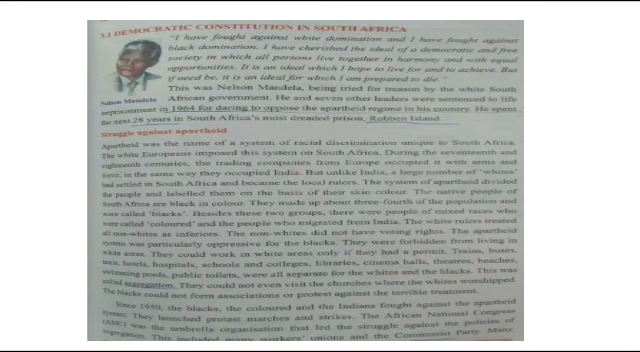 3.1 DEMOCRATIC CONSTITUTION IN SOUTH AFRICA
"I have fought against white domination and I have fought against
black domination. I have cherished the ideal of a democratic and free
society in which all persons live together in harmony and with equal
opportunities. It is an ideal which I hope to live for and to achieve. But
if need be, it is an ideal for which I am prepared to die."
This was Nelson Mandela, being tried for treason by the white South
Nelson Mandela
African government. He and seven other leaders were sentenced to life
imprisonment in 1964 for daring to oppose the apartheid regime in his country. He spent
the next 28 years in South Africa's most dreaded prison, Robben Island.
Struggle against apartheid
Apartheid was the name of a system of racial discrimination unique to South Africa.
The white Europeans imposed this system on South Africa. During the seventeenth and
eighteenth centuries, the trading companies from Europe occupied it with arms and
force, in the same way they occupied India. But unlike India, a large number of 'whites'
had settled in South Africa and became the local rulers. The system of apartheid divided
the people and labelled them on the basis of their skin colour. The native people of
South Africa are black in colour. They made up about three-fourth of the population and
were called 'blacks'. Besides these two groups, there were people of mixed races who
were called 'coloured' and the people who migrated from India. The white rulers treated
all non-whites as inferiors. The non-whites did not have voting rights. The apartheid
system was particularly oppressive for the blacks. They were forbidden from living in
white areas. They could work in white areas only if they had a permit. Trains, buses,
taxis, hotels, hospitals, schools and colleges, libraries, cinema halls, theatres, beaches,
swimming pools, public toilets, were all separate for the whites and the blacks. This was
called segregation. They could not even visit the churches where the whites worshipped.
The blacks could not form associations or protest against the terrible treatment.
Since 1950, the blacks, the coloured and the Indians fought against the apartheid
system. They launched protest marches and strikes. The African National Congress
(ANC) was the umbrella organisation that led the struggle against the policies of
segregation. This included many workers' unions and the Communist Party. Many